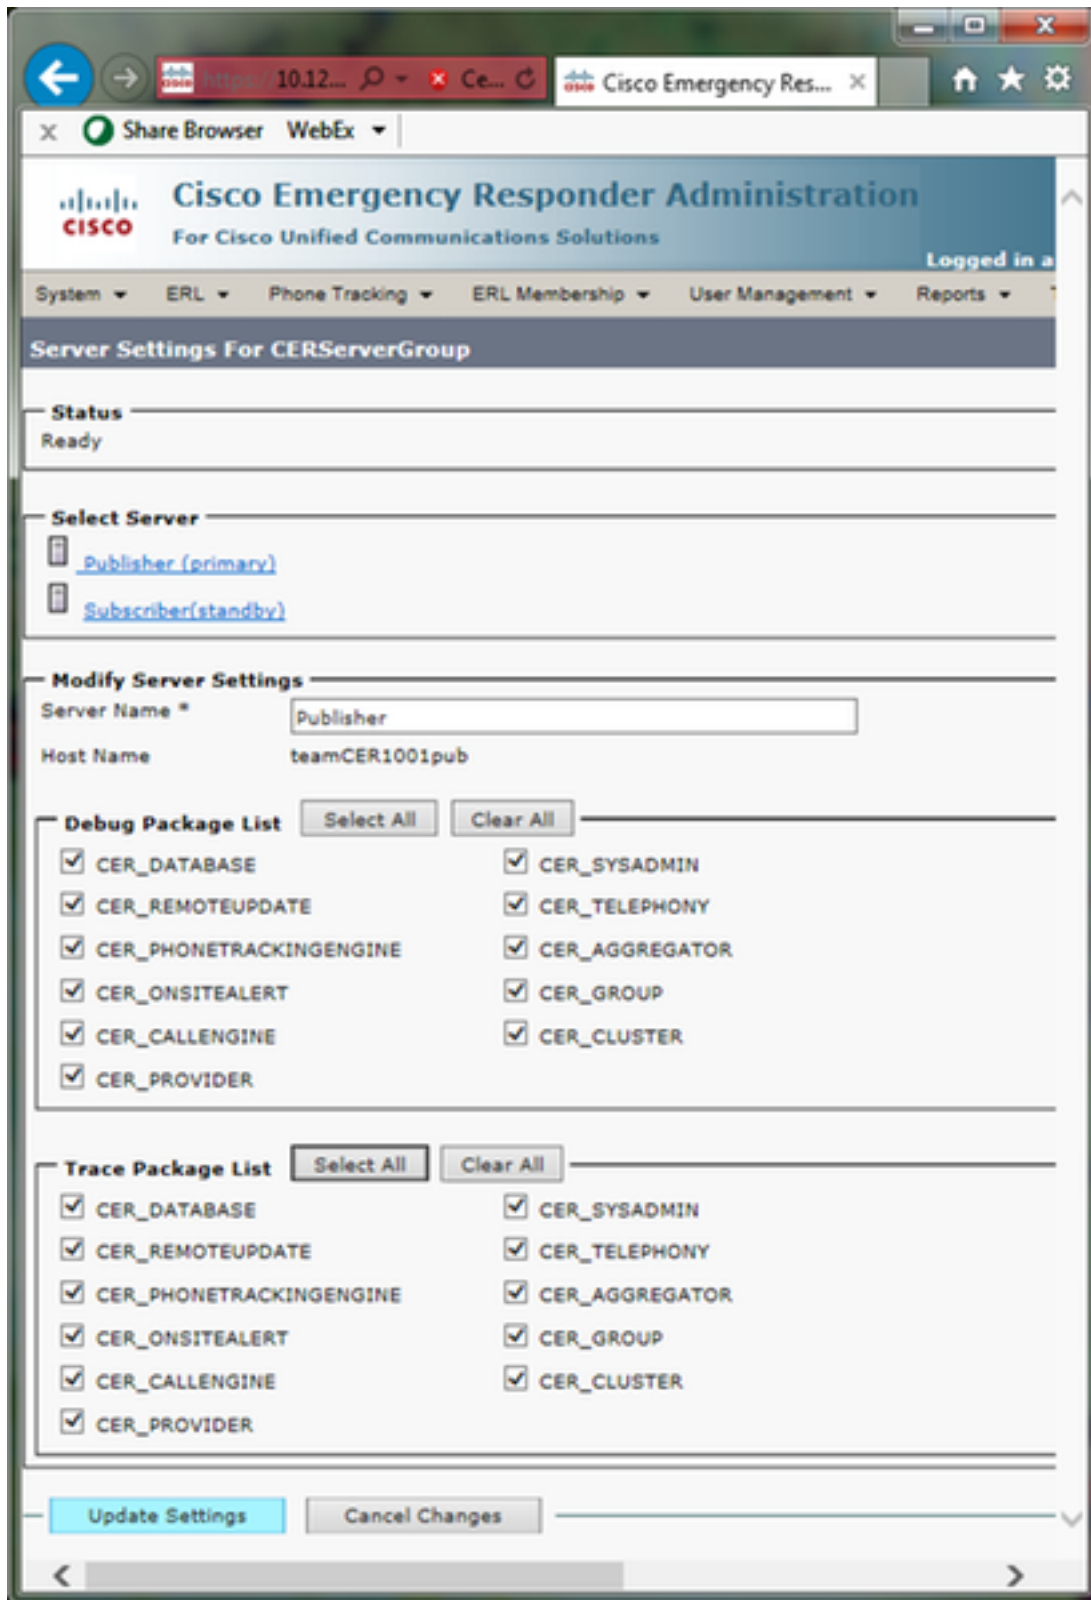 https://10.12... Ce... Cisco Emergency Res...
Share Browser WebEx
CISCO
Cisco Emergency Responder Administration
For Cisco Unified Communications Solutions
Logged in a
System ERL Phone Tracking ERL Membership User Management Reports
Server Settings For CERServerGroup
Status
Ready
Select Server
Publisher (primary)
Subscriber(standby)
Modify Server Settings
Server Name * Publisher
Host Name teamCER1001pub
Debug Package List Select All Clear All
CER_DATABASE CER_SYSADMIN
CER_REMOTEUPDATE CER_TELEPHONY
CER_PHONETRACKINGENGINE CER_AGGREGATOR
CER_ONSITEALERT CER_GROUP
CER_CALLENGINE CER_CLUSTER
CER_PROVIDER
Trace Package List Select All Clear All
CER_DATABASE CER_SYSADMIN
CER_REMOTEUPDATE CER_TELEPHONY
CER_PHONETRACKINGENGINE CER_AGGREGATOR
CER_ONSITEALERT CER_GROUP
CER_CALLENGINE CER_CLUSTER
CER_PROVIDER
Update Settings Cancel Changes